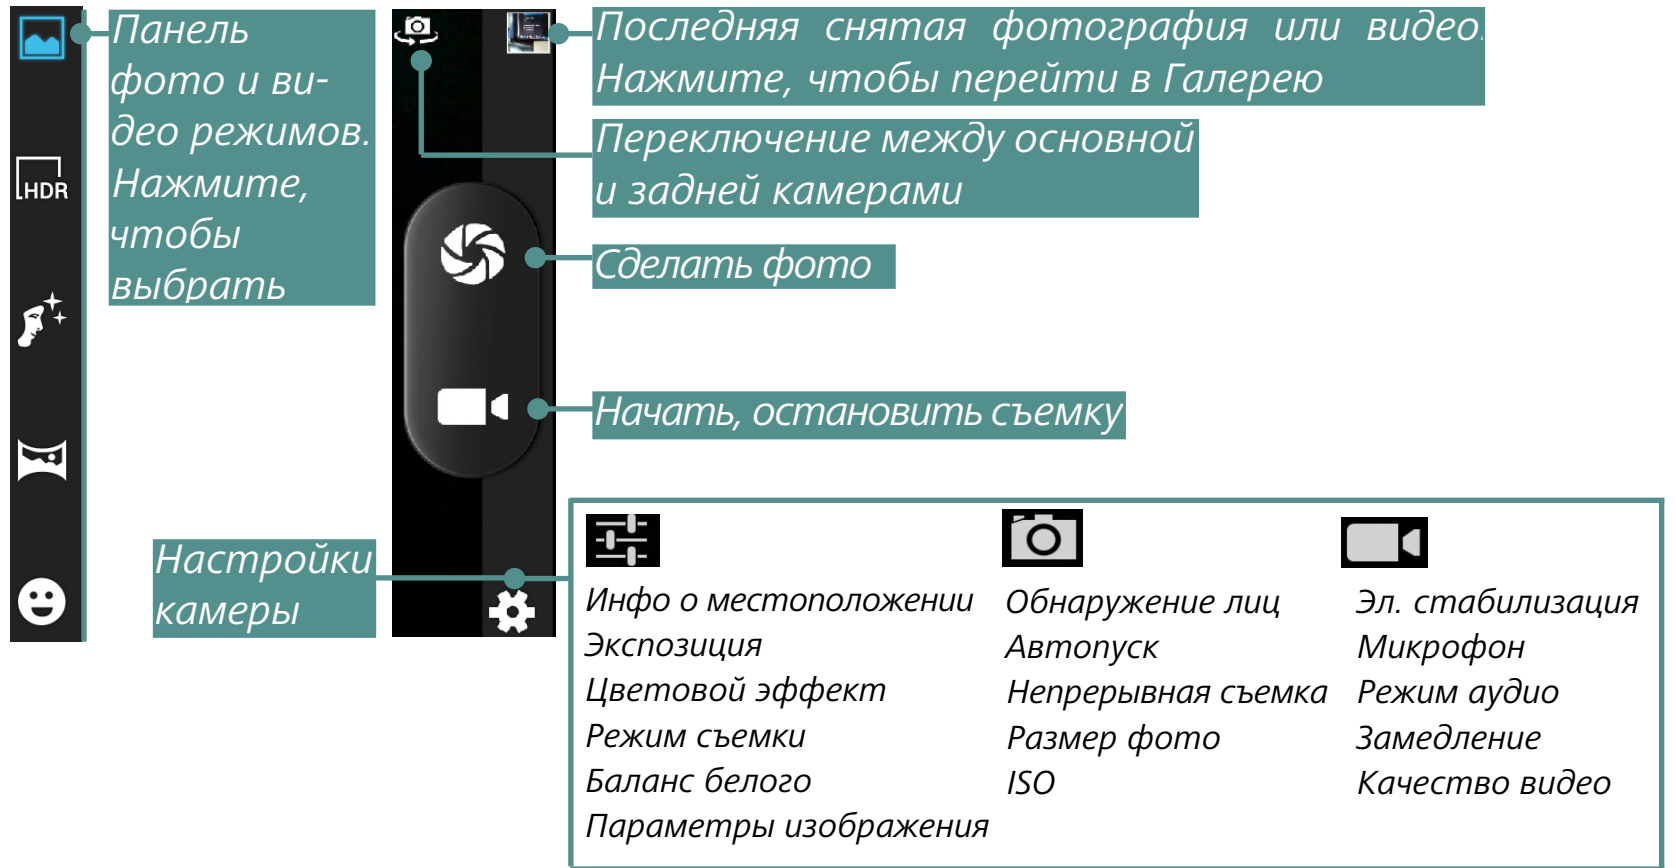 Панель
фото и ви-
део режимов.
Нажмите,
чтобы
выбрать
HDR
Последняя снятая фотография или видео.
Нажмите, чтобы перейти в Галерею
Переключение между основной
и задней камерами
Сделать фото
Начать, остановить съемку
Настройки
камеры
Инфо о местоположении
Экспозиция
Цветовой эффект
Режим съемки
Баланс белого
Параметры изображения
Обнаружение лиц
Автопуск
Непрерывная съемка
Размер фото
ISO
Эл. стабилизация
Микрофон
Режим аудио
Замедление
Качество видео